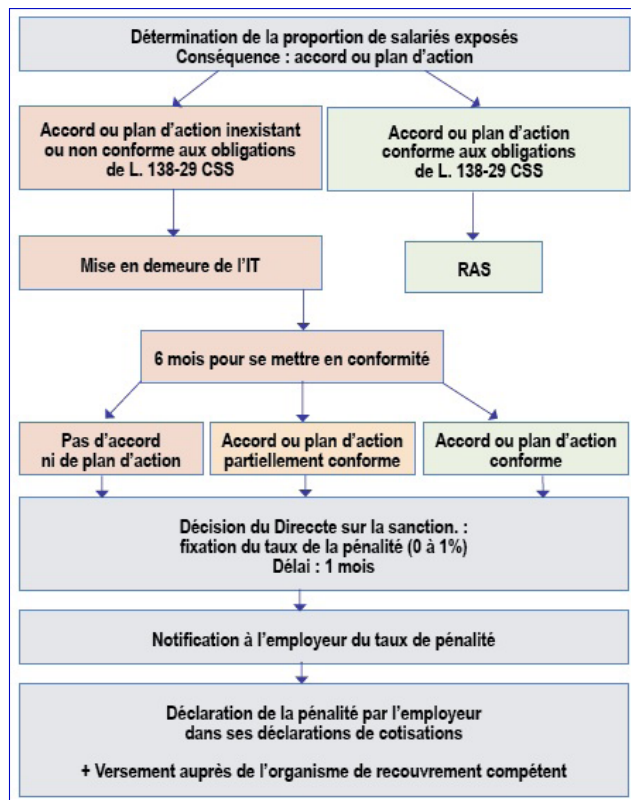 Détermination de la proportion de salariés exposés
Conséquence : accord ou plan d'action
Accord ou plan d'action inexistant
ou non conforme aux obligations
de L. 138-29 CSS
Accord ou plan d'action
conforme aux obligations
de L. 138-29 CSS
Mise en demeure de l'IT
RAS
6 mois pour se mettre en conformité
Pas d'accord
ni de plan d'action
Accord ou plan d'action
partiellement conforme
Accord ou plan d'action
conforme
Décision du Direccte sur la sanction. :
fixation du taux de la pénalité (0 à 1%)
Délai : 1 mois
Notification à l'employeur du taux de pénalité
Déclaration de la pénalité par l'employeur
dans ses déclarations de cotisations
+ Versement auprès de l'organisme de recouvrement compétent